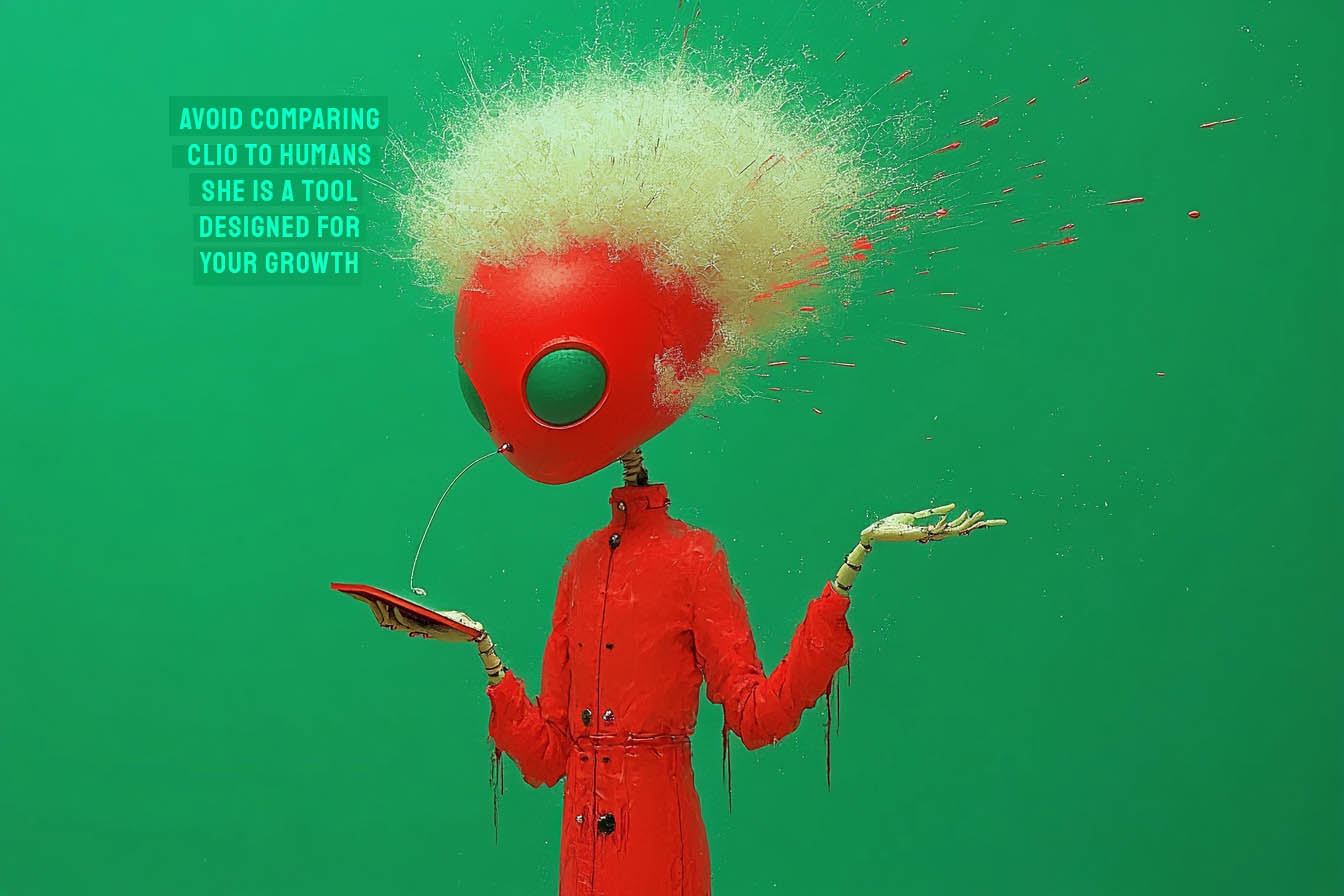 AVOID COMPARING
CLIO TO HUMANS
SHE IS A TOOL
DESIGNED FOR
YOUR GROWTH